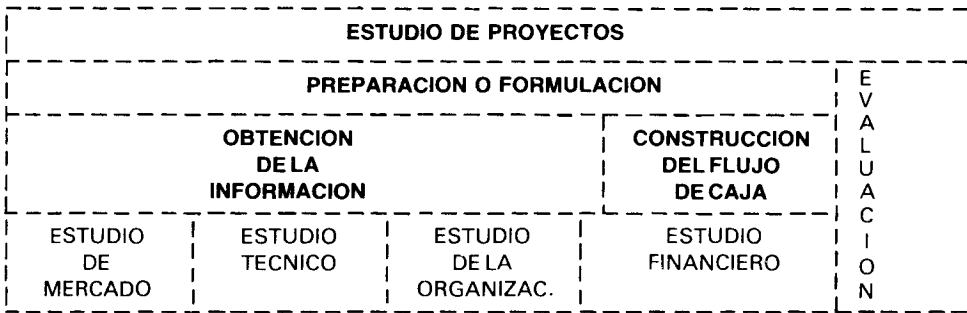 ESTUDIO DE PROYECTOS
PREPARACION O FORMULACION
OBTENCION
DE LA
INFORMACION
CONSTRUCCION
DEL FLUJO
DE CAJA
ESTUDIO
DE
MERCADO
ESTUDIO
TECNICO
ESTUDIO
DE LA
ORGANIZAC.
ESTUDIO
FINANCIERO
EVALUACION